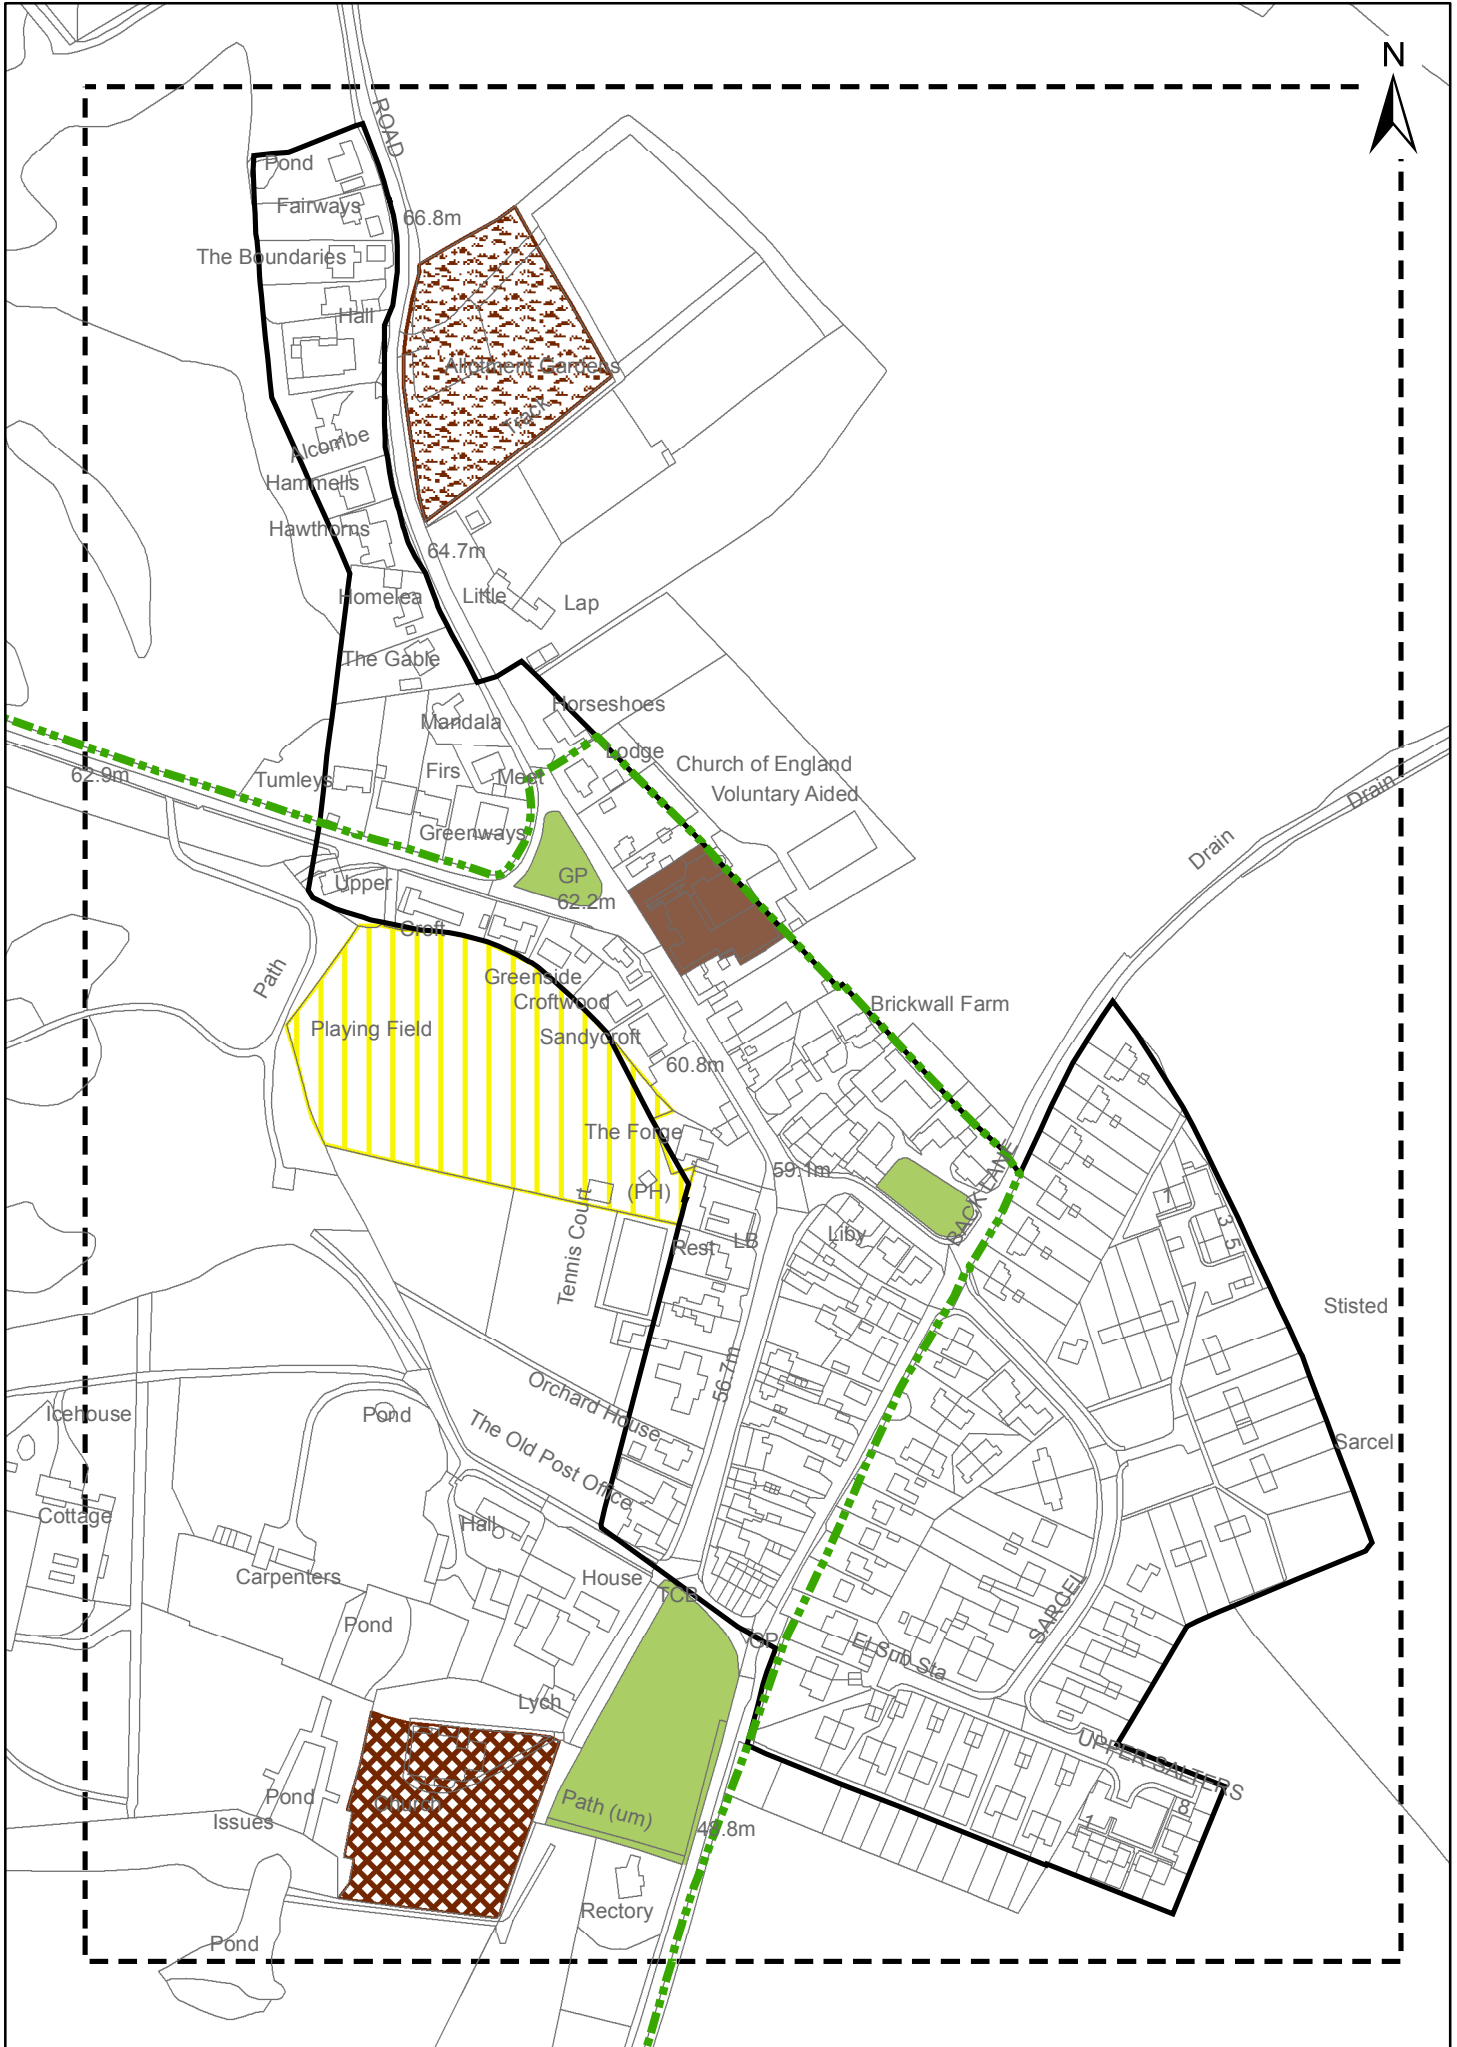 N
ROAD
Pond
Fairways
66.8m
The Boundaries
Hall
Allotment Gardens
Track
Alcombe
Hammells
Hawthorns
64.7m
Homelea
Little
Lap
The Gable
Horseshoes
Mandala
Lodge
Church of England
Voluntary Aided
62.9m
Tumleys
Firs
Meet
Drain
Greenways
Drain
Upper
GP
62.2m
Croft
Path
Greenside
Croftwood
Brickwall Farm
Playing Field
Sandycroft
60.8m
The Forge
59.1m
BACK LANE
(PH)
7
3
5
Tennis Court
Rest
LB
Liby
Stisted
56.7m
Orchard House
Icehouse
Pond
The Old Post Office
Sarcel
Cottage
Hall
Carpenters
House
TCB
SARCEL
Pond
GP
El Sub Sta
Lych
UPPER SALTERS
Pond
Church
Path (um)
1
8
Issues
48.8m
Rectory
Pond